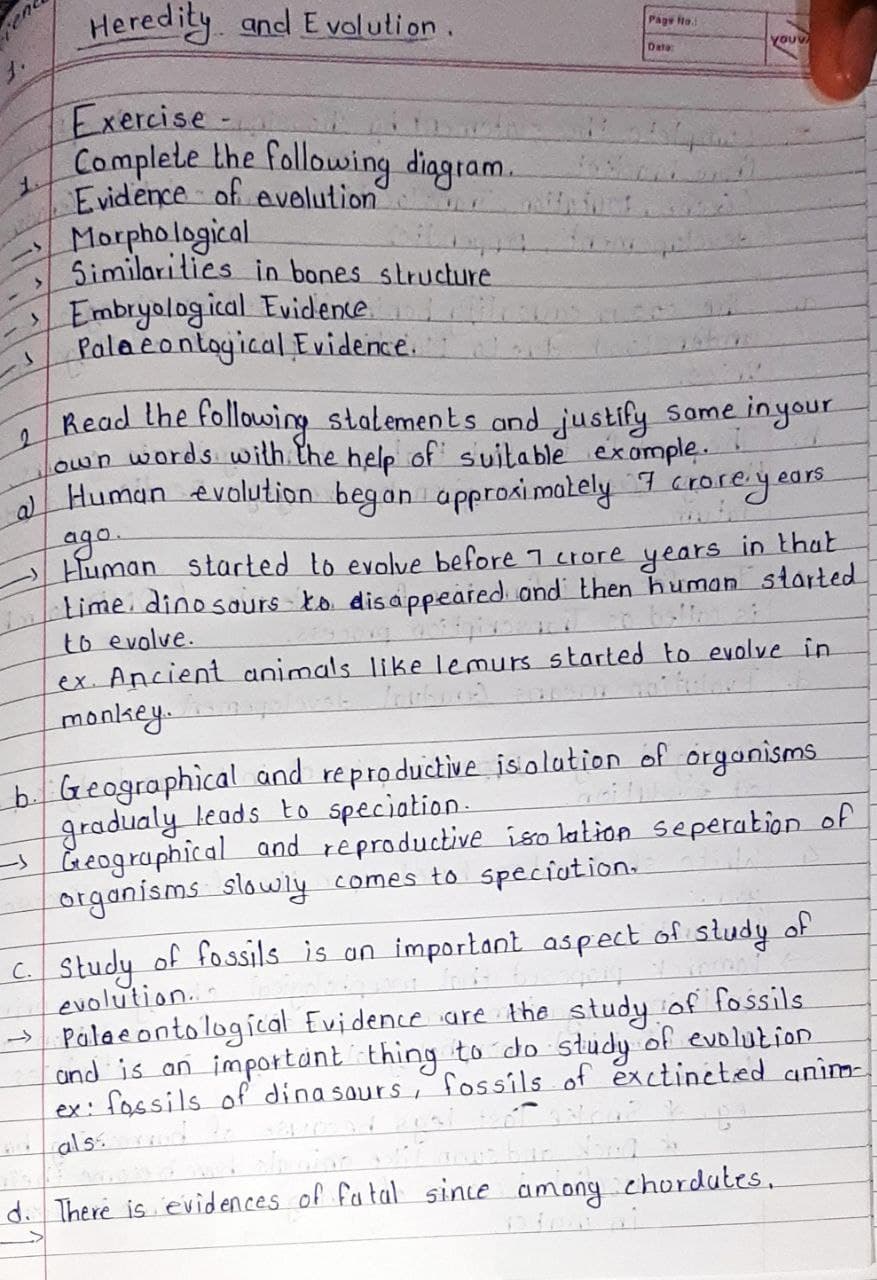 Heredity and Evolution.
Page No.:
Date:
youva
1.
Exercise -
1. Complete the following diagram.
Evidence of evolution
→ Morphological
→ Similarities in bones structure
→ Embryological Evidence
→ Palaeontogical Evidence.
2 Read the following statements and justify same in your
own words with the help of suitable example.
a) Human evolution began approximately 7 crore years
ago.
→ Human started to evolve before 7 crore years in that
time dinosaurs to disappeared and then human started
to evolve.
ex. Ancient animals like lemurs started to evolve in
monkey.
b. Geographical and reproductive isolation of organisms
gradualy leads to speciation.
→ Geographical and reproductive isolation seperation of
organisms slowly comes to speciation.
c. Study of fossils is an important aspect of study of
evolution.
→ Palaeontological Evidence are the study of fossils
and is an important thing to do study of evolution
ex: fossils of dinasaurs, fossils of exctincted anim-
als.
d. There is evidences of fatal since among chordates.
→